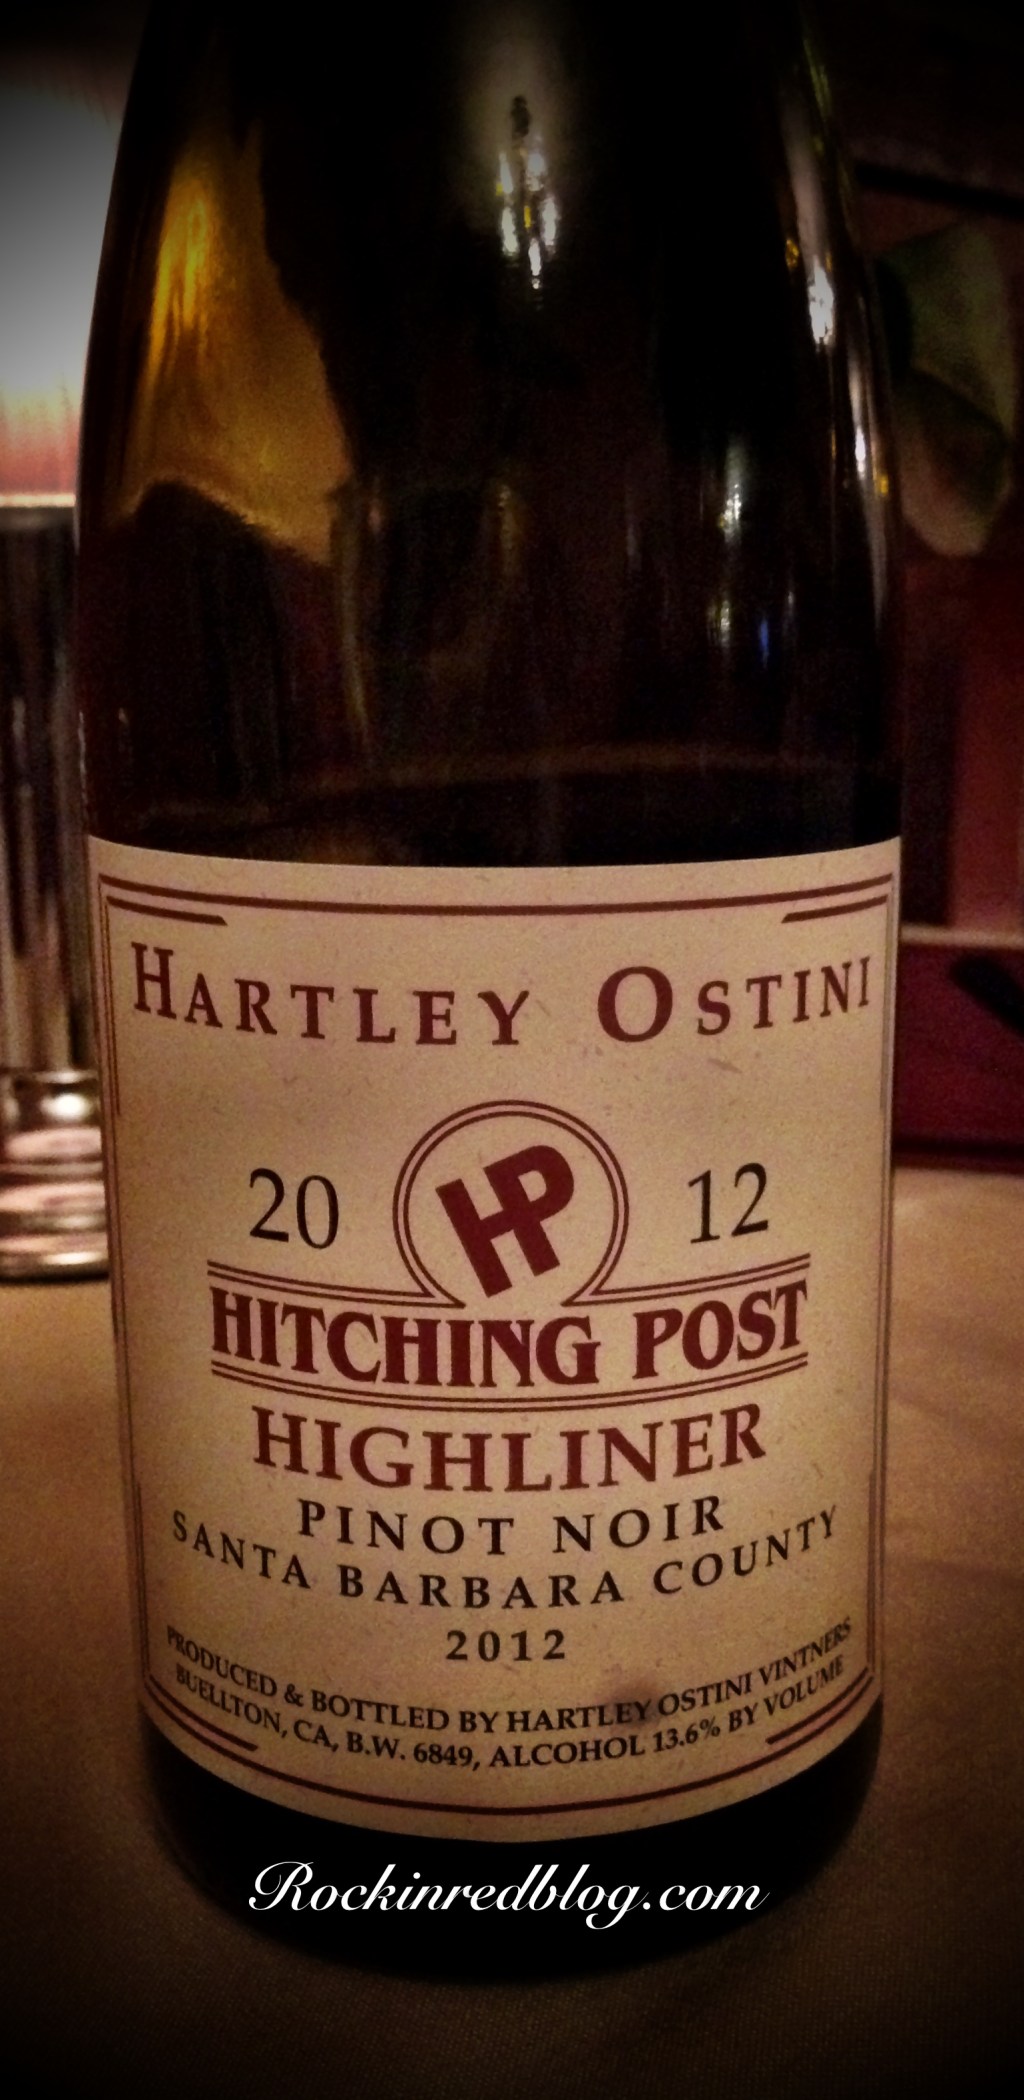 HARTLEY OSTINI
20 HP 12
HITCHING POST
HIGHLINER
PINOT NOIR
SANTA BARBARA COUNTY
2012
PRODUCED & BOTTLED BY HARTLEY OSTINI VINTNERS
BUELLTON, CA, B.W. 6849, ALCOHOL 13.6% BY VOLUME
Rockinredblog.com